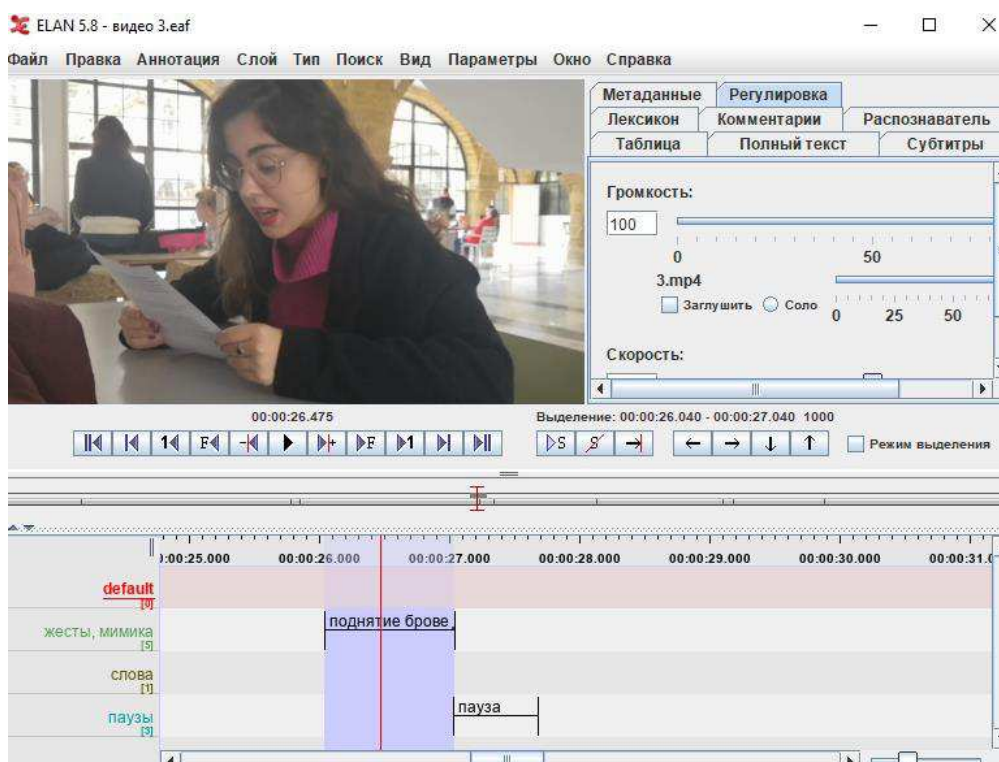 ELAN 5.8 - видео 3.eaf
Файл Правка Аннотация Слой Тип Поиск Вид Параметры Окно Справка
Метаданные Регулировка
Лексикон Комментарии Распознаватель
Таблица Полный текст Субтитры
Громкость:
100
0 50
3.mp4
Заглушить Соло 0 25 50
Скорость:
00:00:26.475 Выделение: 00:00:26.040 - 00:00:27.040 1000
1 F - + F 1 S S Режим выделения
00:00:26.000 00:00:27.000 00:00:28.000 00:00:29.000 00:00:30.000
default
[0]
поднятие брове
жесты, мимика
[5]
слова
[1]
пауза
паузы
[3]